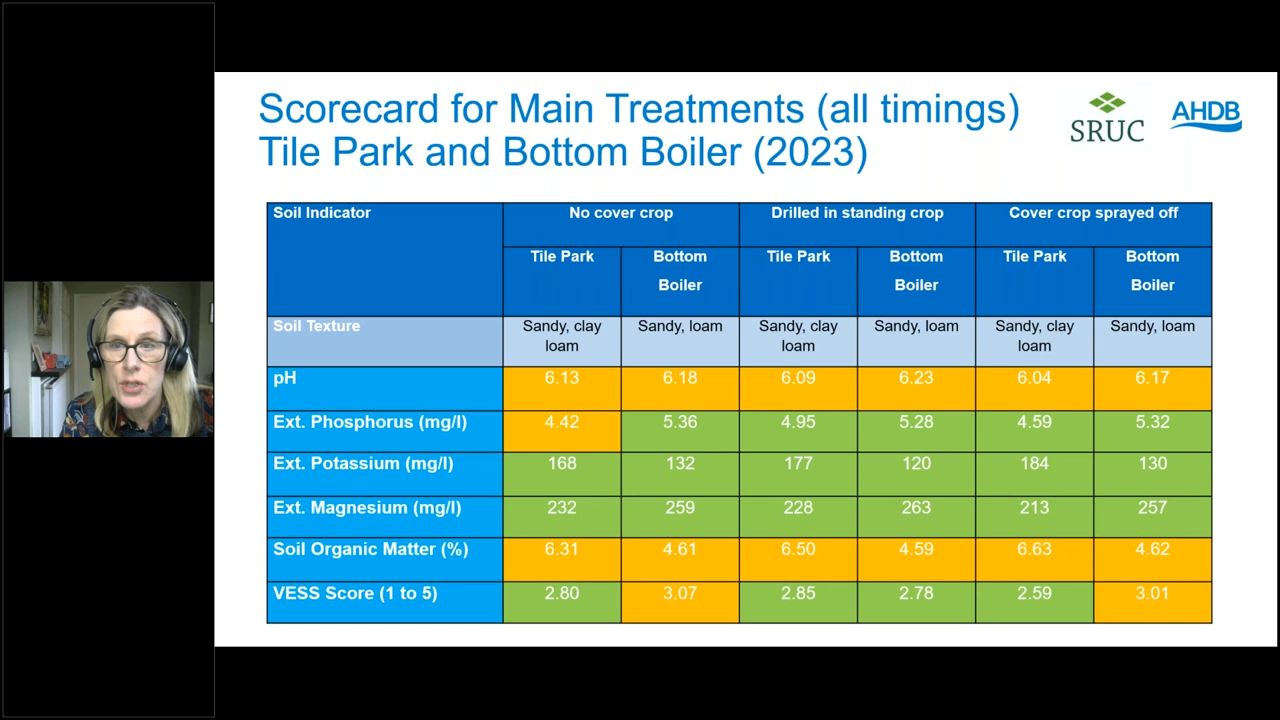 Scorecard for Main Treatments (all timings)
Tile Park and Bottom Boiler (2023)
SRUC
AHDB
Soil Indicator No cover crop Drilled in standing crop Cover crop sprayed off
Tile Park Bottom Boiler Tile Park Bottom Boiler Tile Park Bottom Boiler
Soil Texture Sandy, clay loam Sandy, loam Sandy, clay loam Sandy, loam Sandy, clay loam Sandy, loam
pH 6.13 6.18 6.09 6.23 6.04 6.17
Ext. Phosphorus (mg/l) 4.42 5.36 4.95 5.28 4.59 5.32
Ext. Potassium (mg/l) 168 132 177 120 184 130
Ext. Magnesium (mg/l) 232 259 228 263 213 257
Soil Organic Matter (%) 6.31 4.61 6.50 4.59 6.63 4.62
VESS Score (1 to 5) 2.80 3.07 2.85 2.78 2.59 3.01